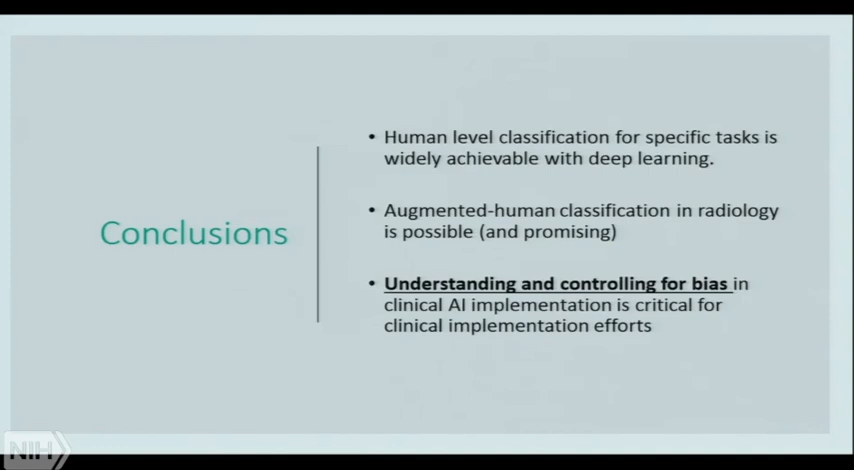 Conclusions
• Human level classification for specific tasks is
widely achievable with deep learning.
• Augmented-human classification in radiology
is possible (and promising)
• Understanding and controlling for bias in
clinical AI implementation is critical for
clinical implementation efforts
NIH